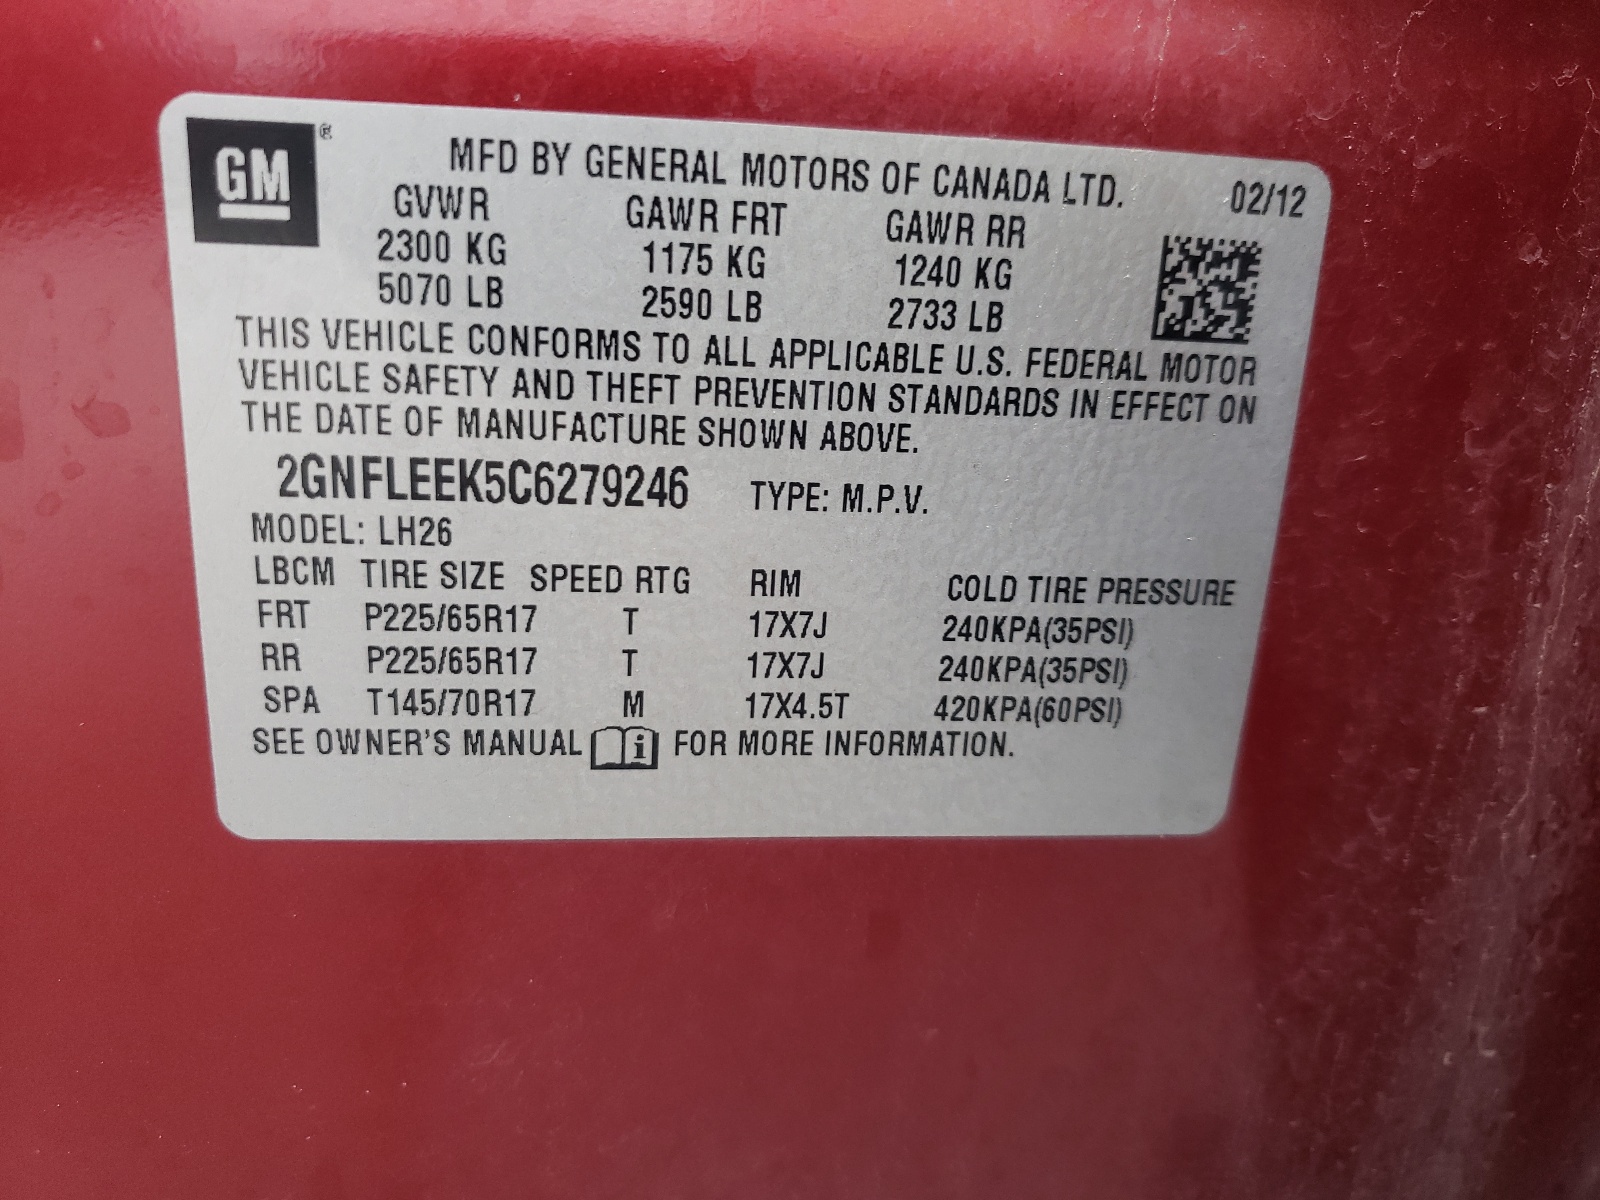 GM®
MFD BY GENERAL MOTORS OF CANADA LTD. 02/12
GVWR GAWR FRT GAWR RR
2300 KG 1175 KG 1240 KG
5070 LB 2590 LB 2733 LB
THIS VEHICLE CONFORMS TO ALL APPLICABLE U.S. FEDERAL MOTOR
VEHICLE SAFETY AND THEFT PREVENTION STANDARDS IN EFFECT ON
THE DATE OF MANUFACTURE SHOWN ABOVE.
2GNFLEEK5C6279246 TYPE: M.P.V.
MODEL: LH26
LBCM TIRE SIZE SPEED RTG RIM COLD TIRE PRESSURE
FRT P225/65R17 T 17X7J 240KPA(35PSI)
RR P225/65R17 T 17X7J 240KPA(35PSI)
SPA T145/70R17 M 17X4.5T 420KPA(60PSI)
SEE OWNER'S MANUAL i FOR MORE INFORMATION.